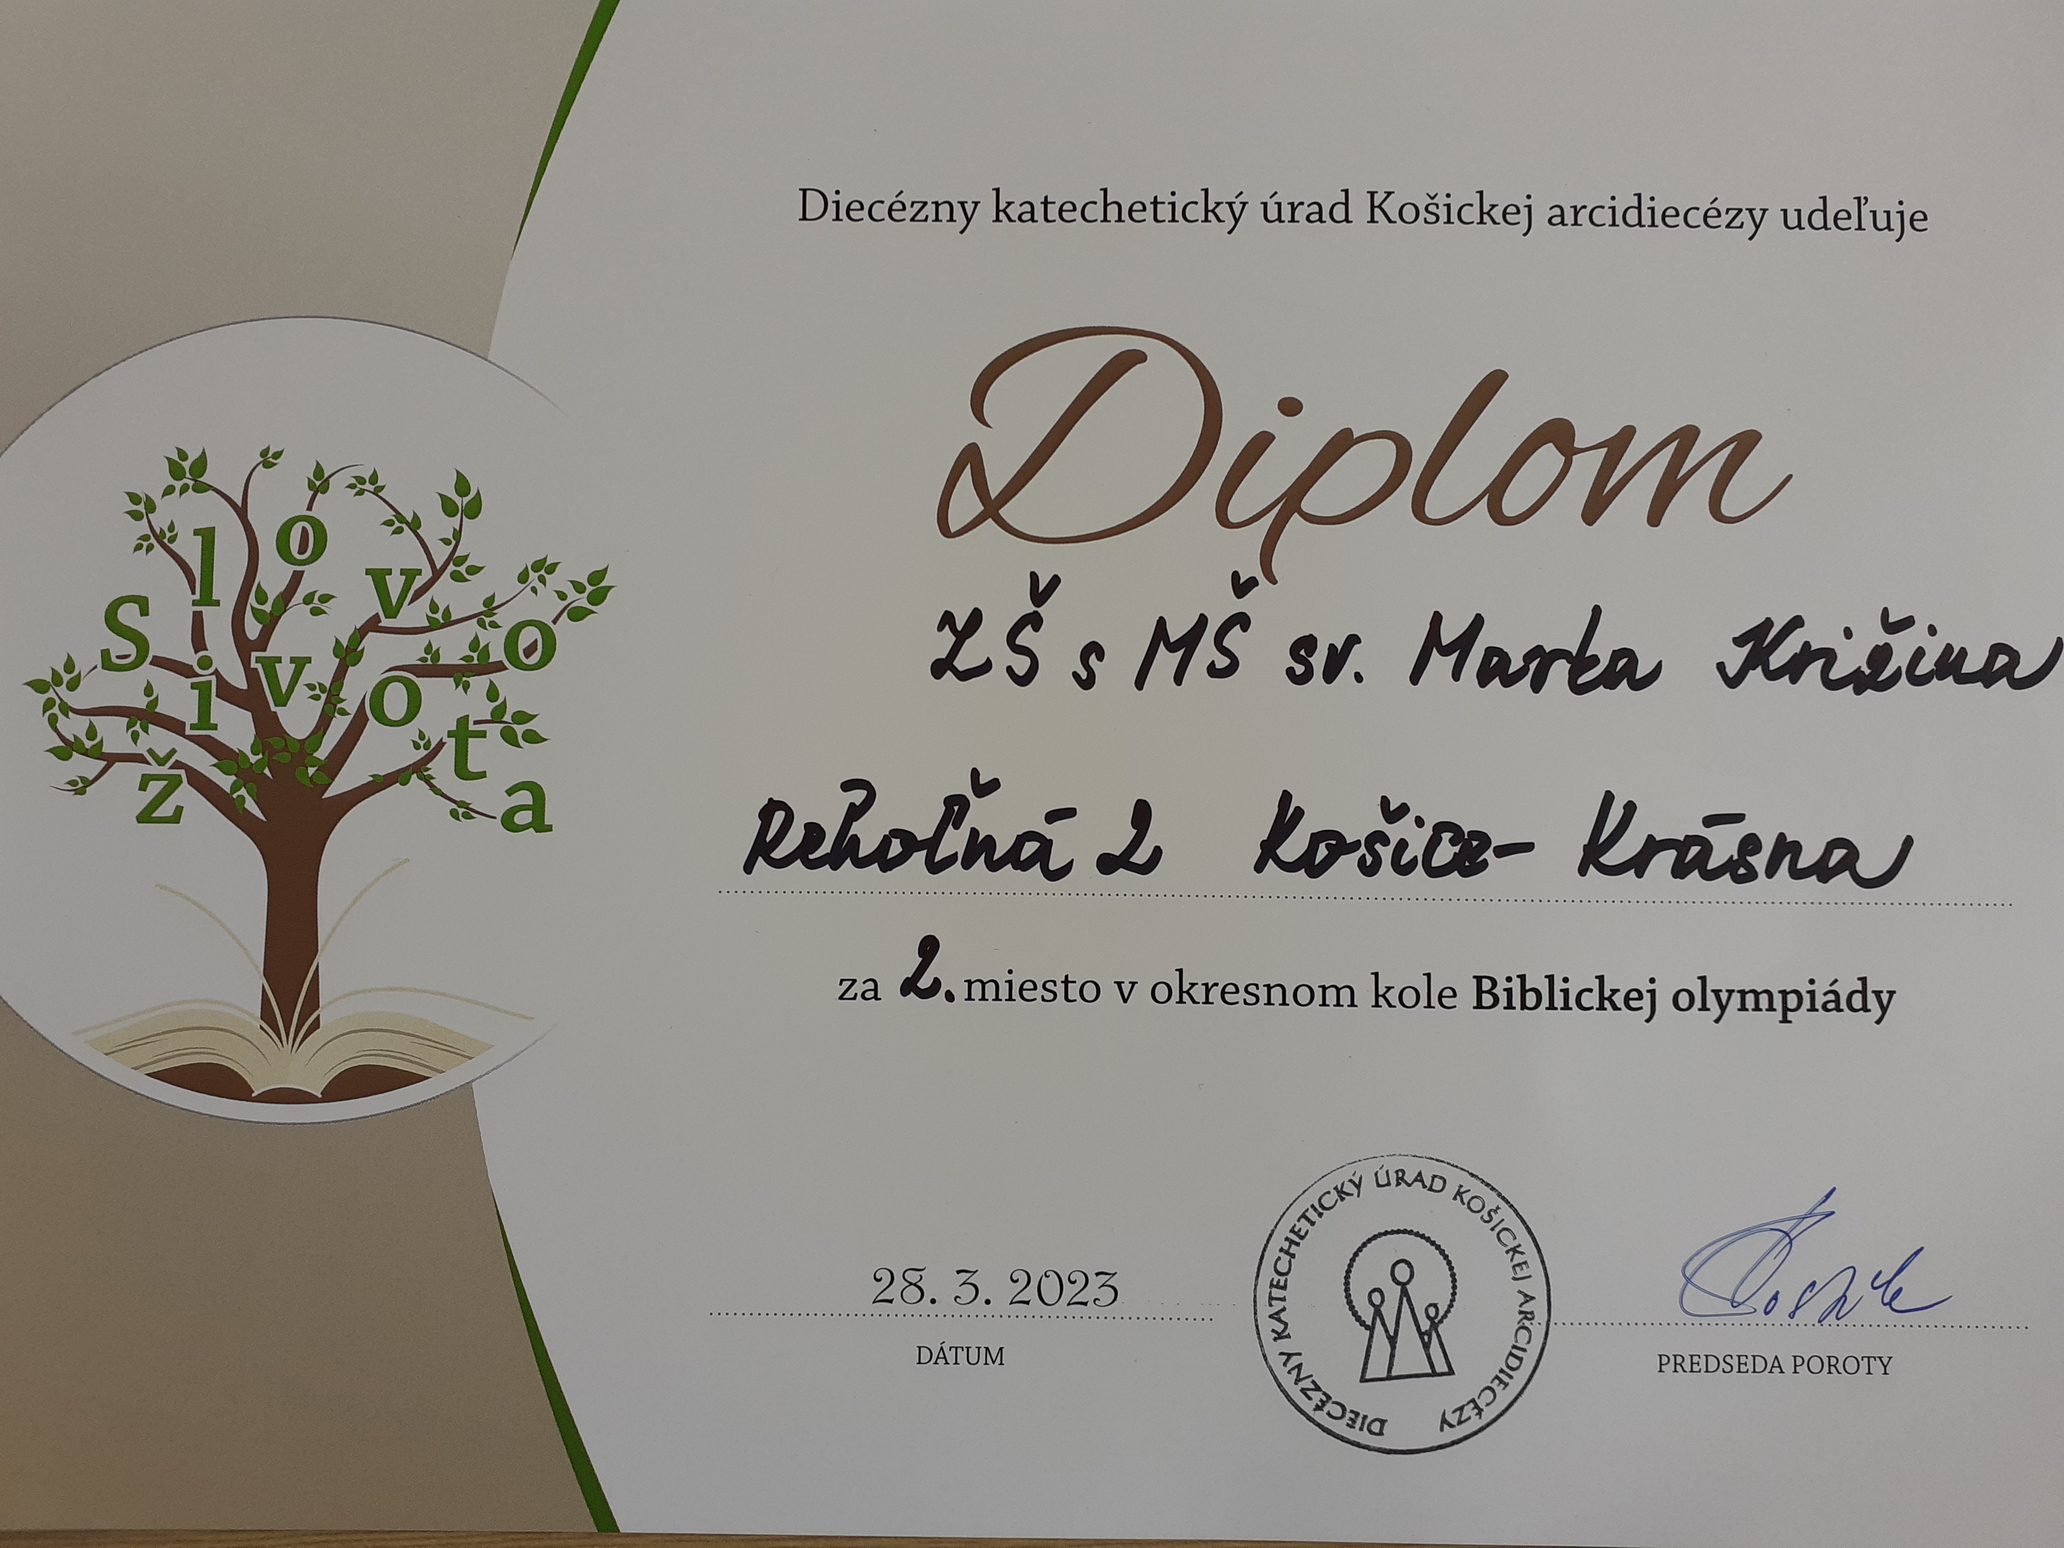 Diecézny katechetický úrad Košickej arcidiecézy udeľuje
Diplom
ZŠ s MŠ sv. Marka Križina
Rehoľná 2 Košice- Krásna
za 2. miesto v okresnom kole Biblickej olympiády
Slovo
života
28. 3. 2023
DÁTUM
DIECÉZNY KATECHETICKÝ ÚRAD KOŠICKEJ ARCIDIECÉZY
PREDSEDA POROTY